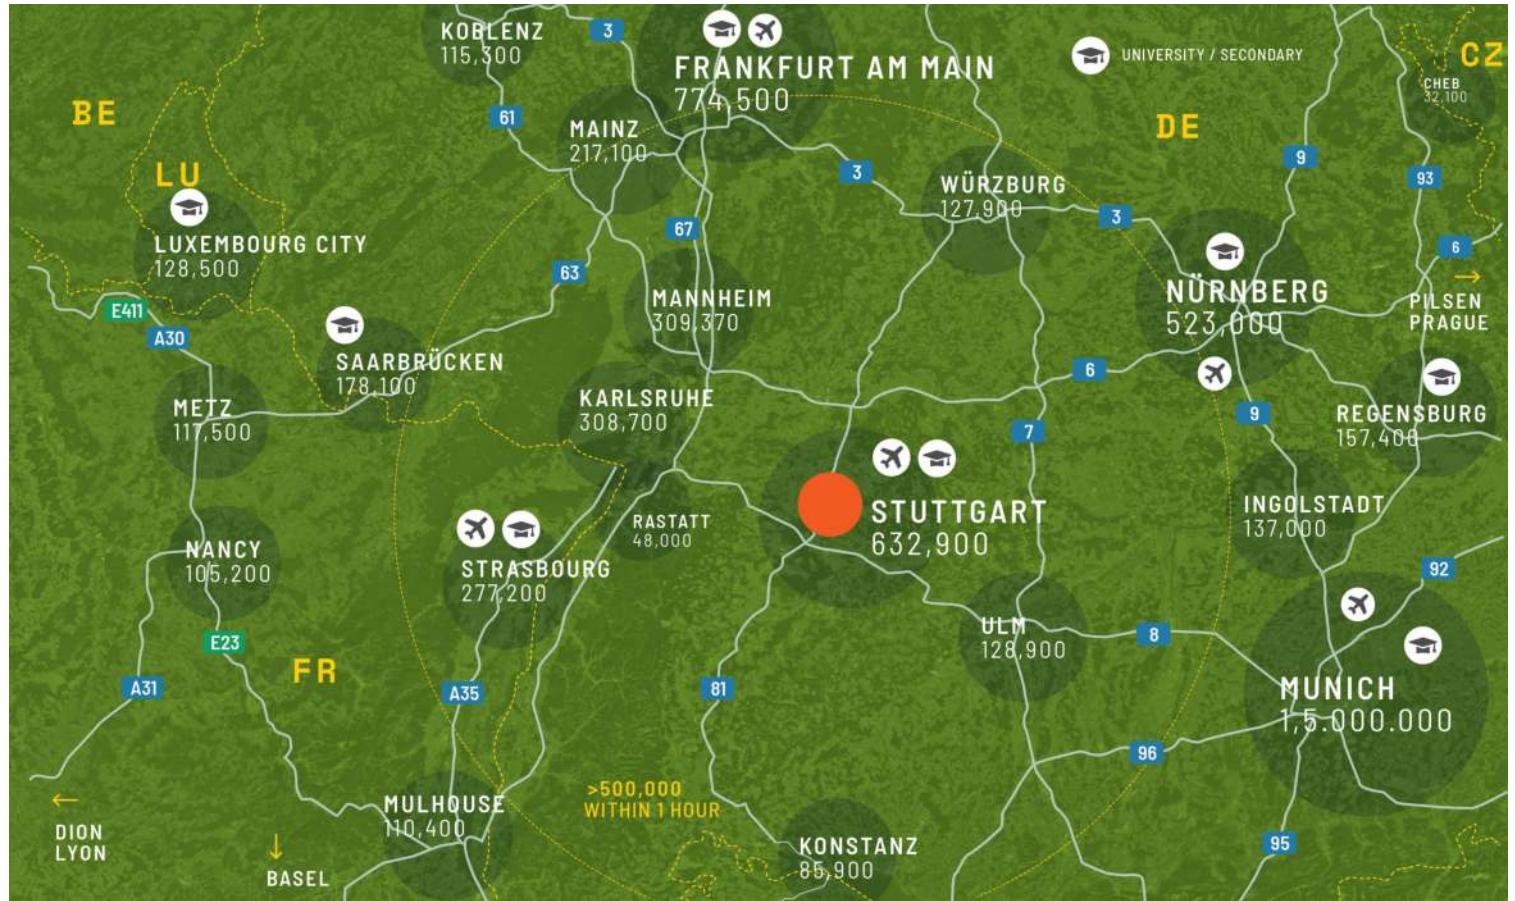 KOBLENZ
115,300
3
FRANKFURT AM MAIN
774,500
UNIVERSITY / SECONDARY
CZ
CHEB
32,100
BE
61
MAINZ
217,100
DE
9
3
93
LU
WÜRZBURG
127,900
3
67
6
LUXEMBOURG CITY
128,500
63
NÜRNBERG
523,000
PILSEN
PRAGUE
MANNHEIM
309,370
E411
A30
SAARBRÜCKEN
178,100
6
METZ
117,500
KARLSRUHE
308,700
9
REGENSBURG
157,400
7
STUTTGART
632,900
INGOLSTADT
137,000
RASTATT
48,000
NANCY
105,200
STRASBOURG
277,200
92
E23
ULM
128,900
8
FR
A31
A35
81
MUNICH
1,5.000.000
96
>500,000
WITHIN 1 HOUR
MULHOUSE
110,400
DION
LYON
KONSTANZ
85,900
95
BASEL